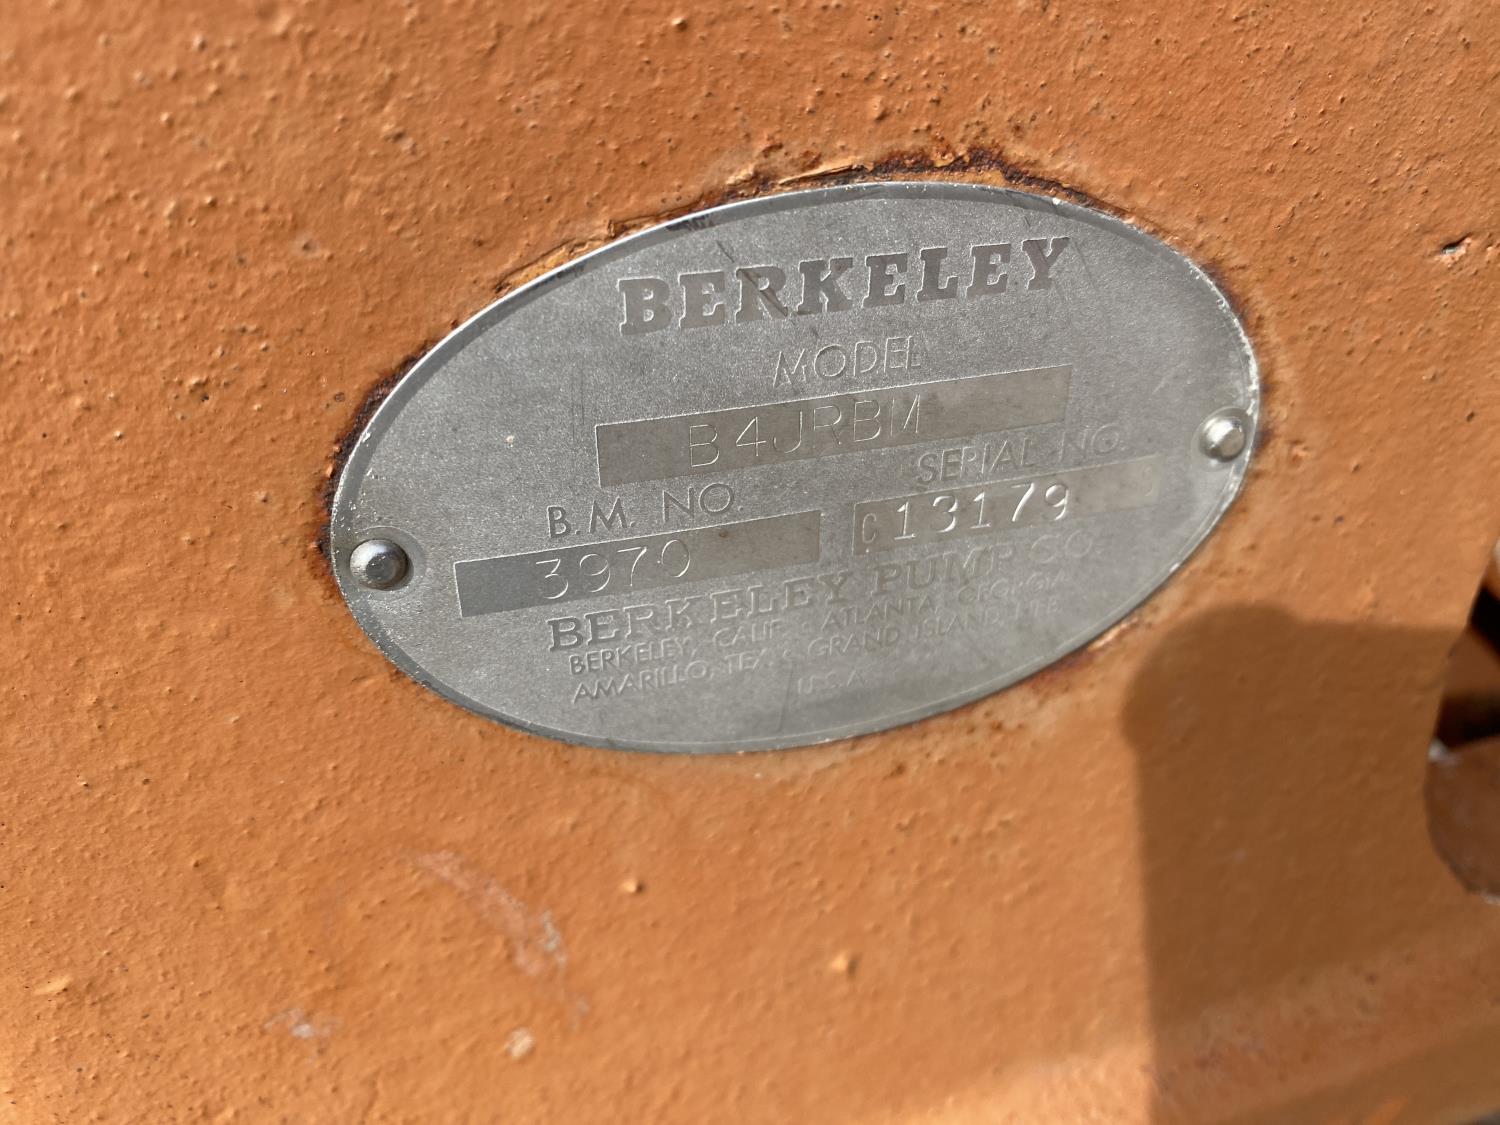 BERKELEY
MODEL
B4JRBM
B.M. NO. SERIAL NO.
3970 C13179
BERKELEY PUMP CO.
BERKELEY, CALIF. ATLANTA GEORGIA
AMARILLO, TEX. GRAND ISLAND,
U.S.A.